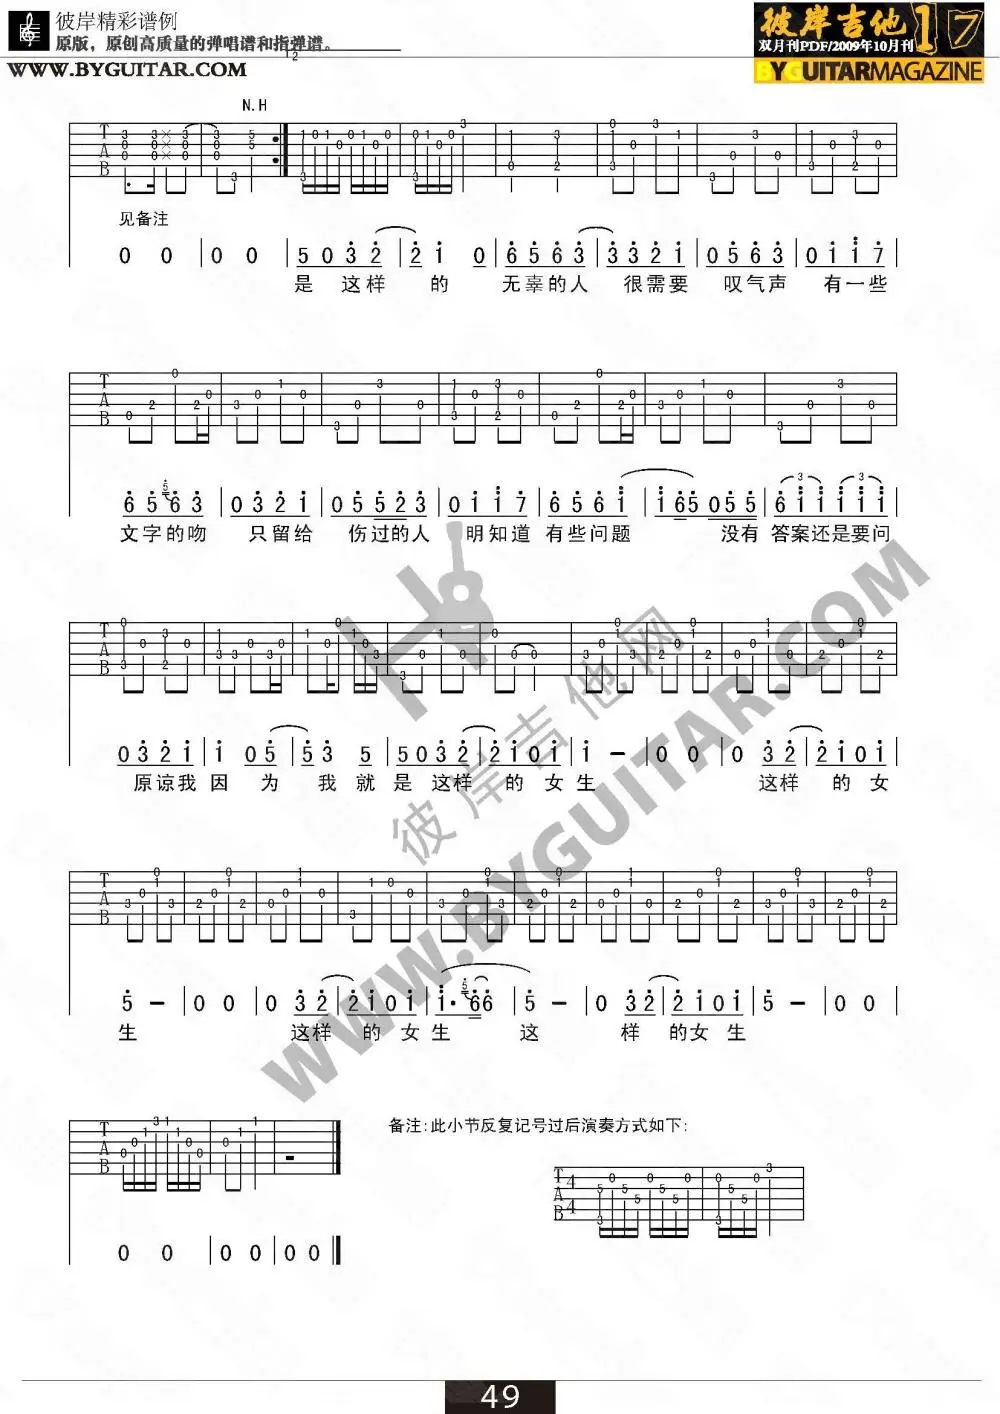 彼岸精彩谱例
原版，原创高质量的弹唱谱和指弹谱。
12
WWW.BYGUITAR.COM
彼岸吉他 17
双月刊PDF/2009年10月刊
BYGUITARMAGAZINE
N.H
见备注
0 0 | 0 0 | 5 0 3 2 | 2 1 0 | 6 5 6 3 | 3 3 2 1 | 0 5 6 3 | 0 1 1 7
是 这样 的 无辜的人 很需要 叹气声 有一些
6 5 6 3 | 0 3 2 1 | 0 5 5 2 3 | 0 1 1 7 | 6 5 6 1 | 1 6 5 0 5 5 | 6 1 1 1 1 1
文字的吻 只留给 伤过的人 明知道 有些问题 没有 答案还是要问
0 3 2 1 | 1 0 5 | 5 3 5 | 5 0 3 2 | 2 1 0 1 | 1 - | 0 0 | 0 3 2 | 2 1 0 1
原谅我 因 为 我 就 是 这样 的 女 生 这样 的 女
5 - | 0 0 | 0 3 2 | 2 1 0 1 | 1· 6 6 | 5 - | 0 3 2 | 2 1 0 1 | 5 - | 0 0
生 这样 的 女 生 这 样 的 女 生
备注:此小节反复记号过后演奏方式如下:
0 0 | 0 0 | 0 0
彼岸吉他网
WWW.BYGUITAR.COM
49